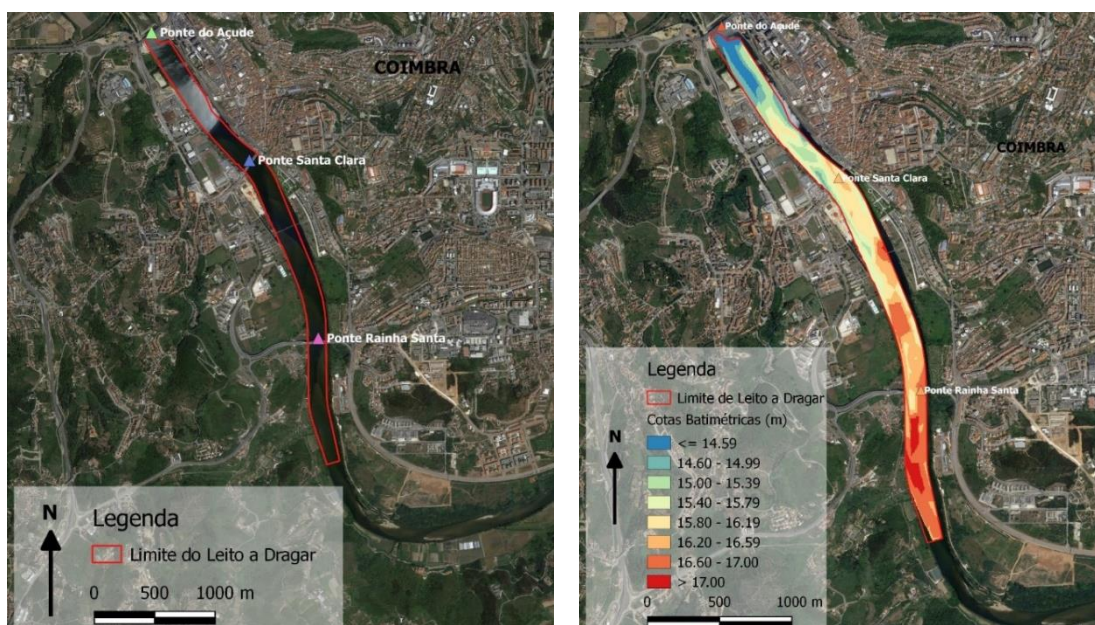 Ponte do Açude
COIMBRA
Ponte Santa Clara
Ponte Rainha Santa
N
Legenda
Limite do Leito a Dragar
0 500 1000 m
Ponte do Açude
COIMBRA
Ponte Santa Clara
Ponte Rainha Santa
Legenda
Limite de Leito a Dragar
Cotas Batimétricas (m)
N
<= 14.59
14.60 - 14.99
15.00 - 15.39
15.40 - 15.79
15.80 - 16.19
16.20 - 16.59
16.60 - 17.00
> 17.00
0 500 1000 m